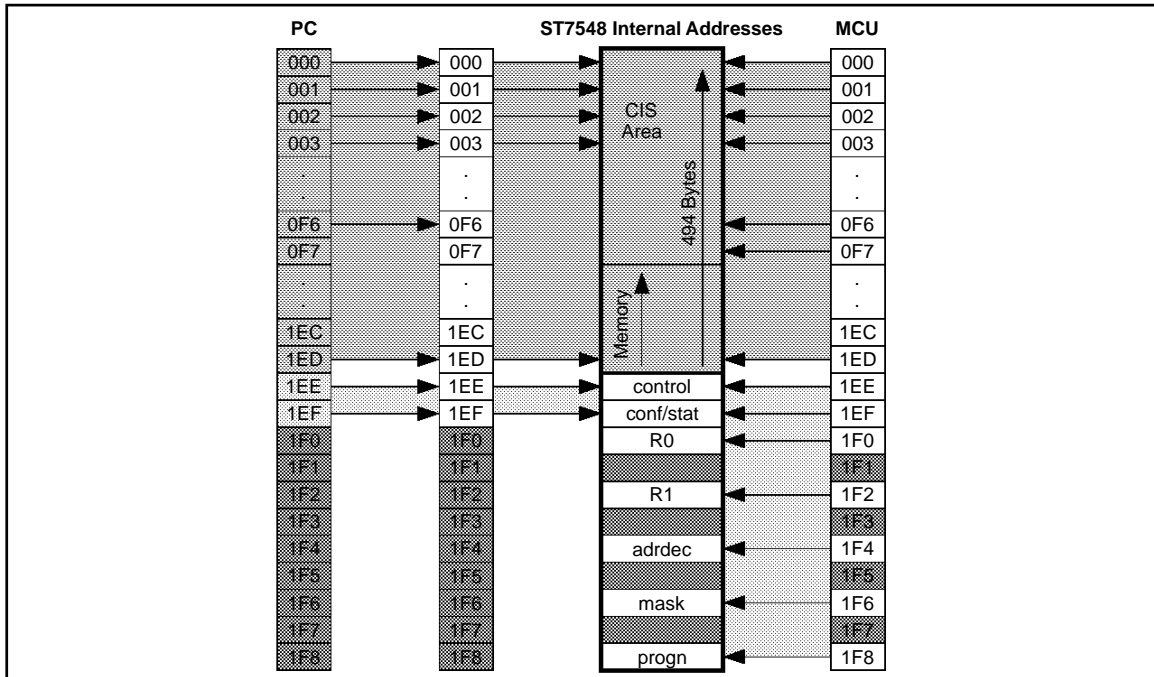 PC ST7548 Internal Addresses MCU
000 000 000
001 001 001
002 002 CIS 002
003 003 Area 003
. . .
. . .
0F6 0F6 494 Bytes 0F6
0F7 0F7 0F7
. . .
. . Memory .
1EC 1EC 1EC
1ED 1ED 1ED
1EE 1EE control 1EE
1EF 1EF conf/stat 1EF
1F0 1F0 R0 1F0
1F1 1F1 1F1
1F2 1F2 R1 1F2
1F3 1F3 1F3
1F4 1F4 adrdec 1F4
1F5 1F5 1F5
1F6 1F6 mask 1F6
1F7 1F7 1F7
1F8 1F8 progn 1F8